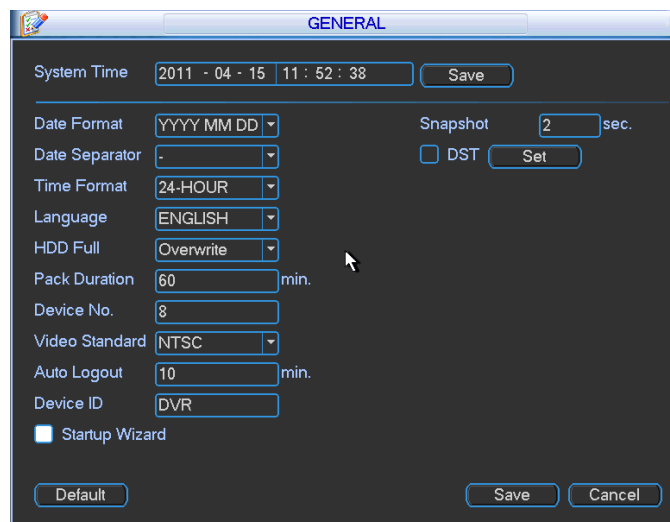 GENERAL
System Time 2011 - 04 - 15 11 : 52 : 38 Save
Date Format YYYY MM DD Snapshot 2 sec.
Date Separator - DST Set
Time Format 24-HOUR
Language ENGLISH
HDD Full Overwrite
Pack Duration 60 min.
Device No. 8
Video Standard NTSC
Auto Logout 10 min.
Device ID DVR
Startup Wizard
Default Save Cancel